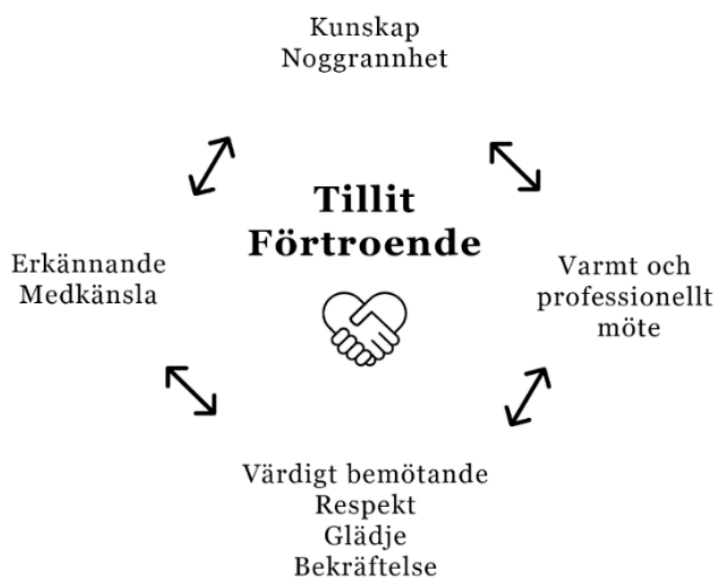 Kunskap
Noggrannhet
Tillit
Förtroende
Erkännande
Medkänsla
Varmt och
professionellt
möte
Värdigt bemötande
Respekt
Glädje
Bekräftelse